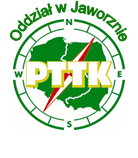 Oddział w Jaworznie
N
W PTTK E
S